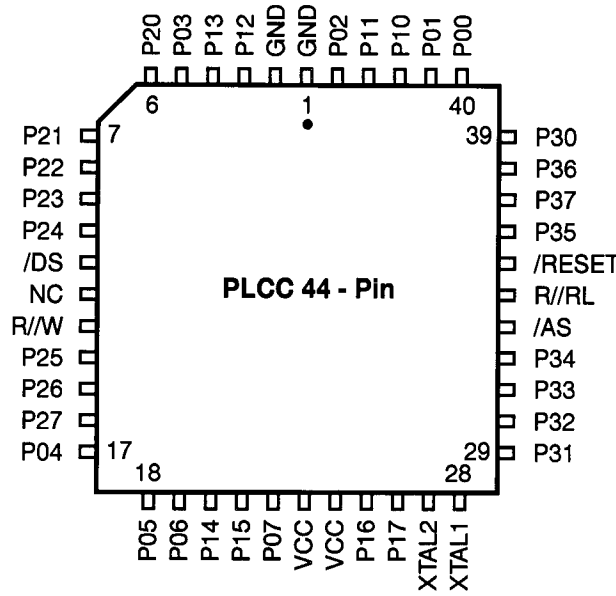 P20 P03 P13 P12 GND GND P02 P11 P10 P01 P00
6 1 40
P21 7 39 P30
P22 P36
P23 P37
P24 P35
/DS /RESET
NC PLCC 44 - Pin R//RL
R//W /AS
P25 P34
P26 P33
P27 P32
P04 17 29 P31
18 28
P05 P06 P14 P15 P07 VCC VCC P16 P17 XTAL2 XTAL1